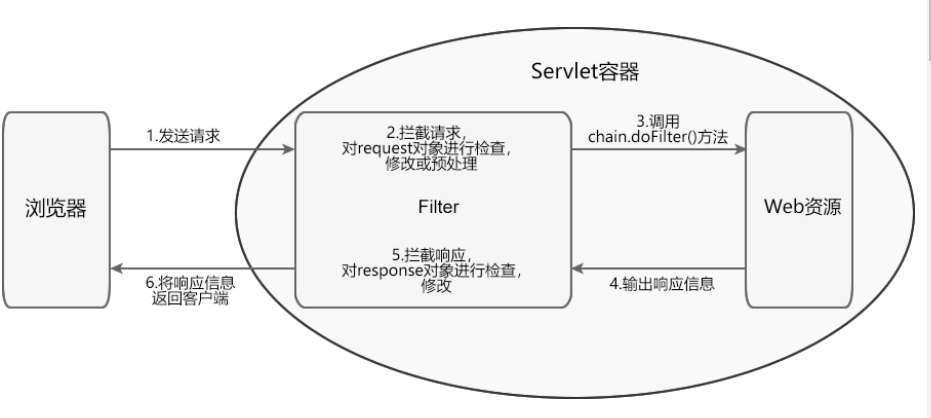 Servlet容器
1.发送请求
2.拦截请求，
对request对象进行检查，
修改或预处理
3.调用
chain.doFilter()方法
浏览器
Filter
Web资源
5.拦截响应，
对response对象进行检查，
修改
6.将响应信息
返回客户端
4.输出响应信息